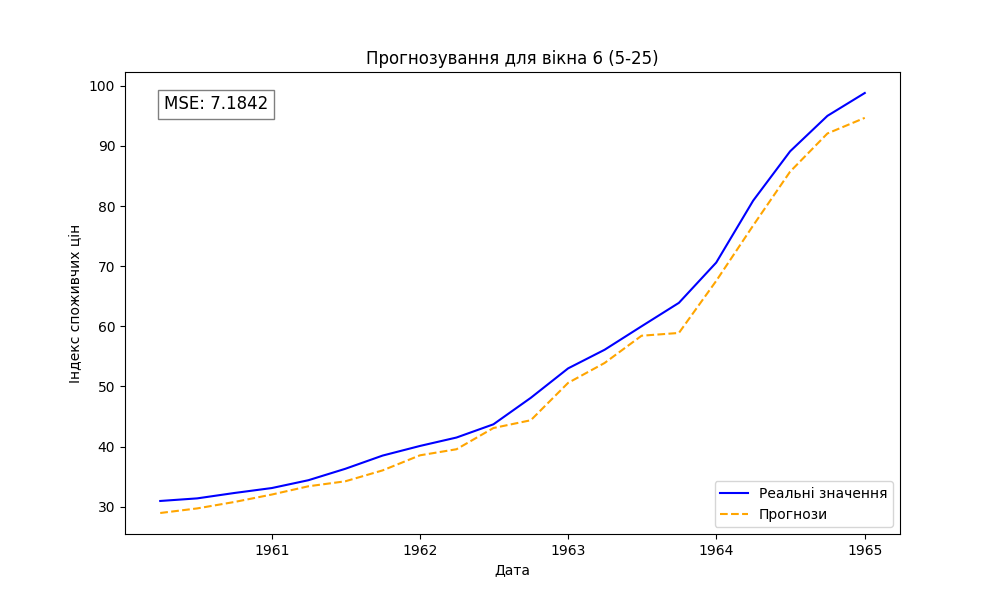 Прогнозування для вікна 6 (5-25)
MSE: 7.1842
Індекс споживчих цін
100
90
80
70
60
50
40
30
Реальні значення
Прогнози
1961
1962
1963
1964
1965
Дата